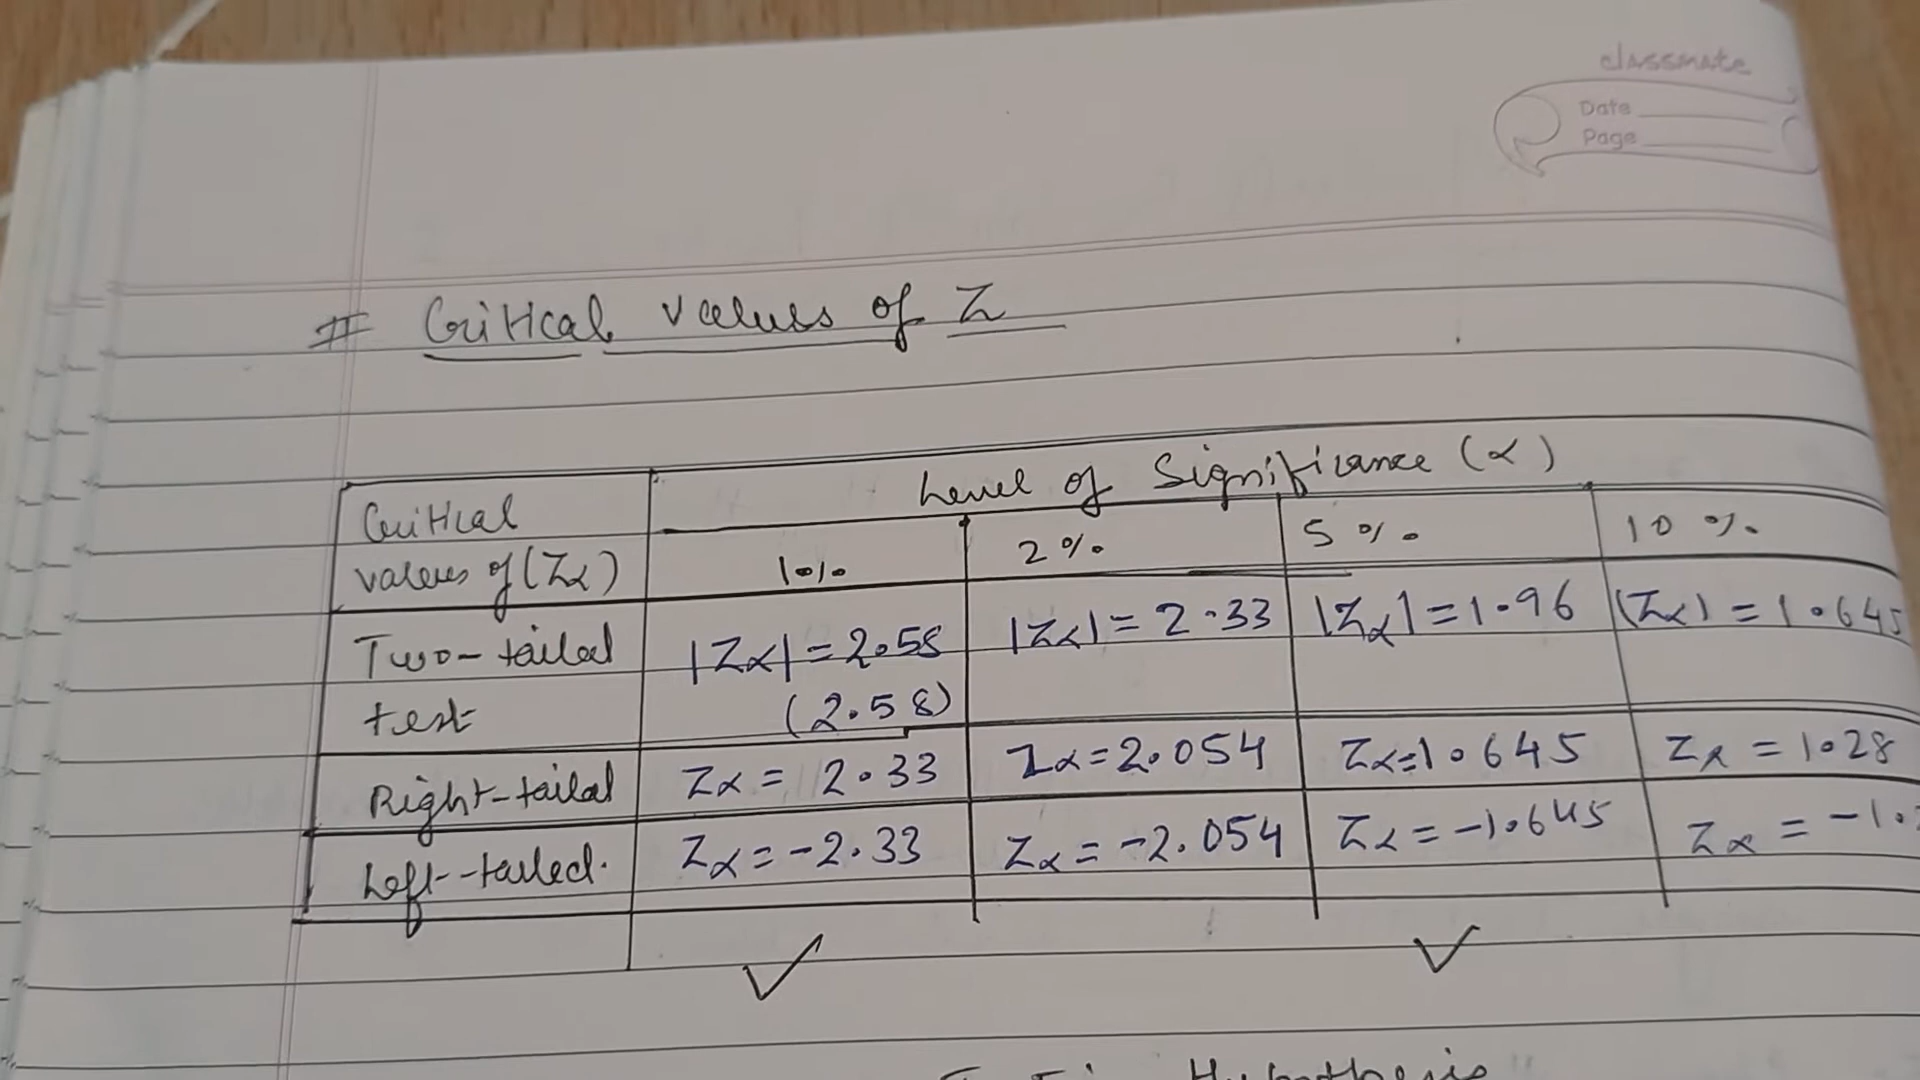 classmate
Date
Page
# Critical values of Z
Critical values of (Zα)
Level of Significance (α)
1% 2% 5% 10%
Two-tailed test |Zα| = 2.58 (2.58) |Zα| = 2.33 |Zα| = 1.96 |Zα| = 1.645
Right-tailed Zα = 2.33 Zα = 2.054 Zα = 1.645 Zα = 1.28
Left-tailed. Zα = -2.33 Zα = -2.054 Zα = -1.645 Zα = -1.
Hypothesis